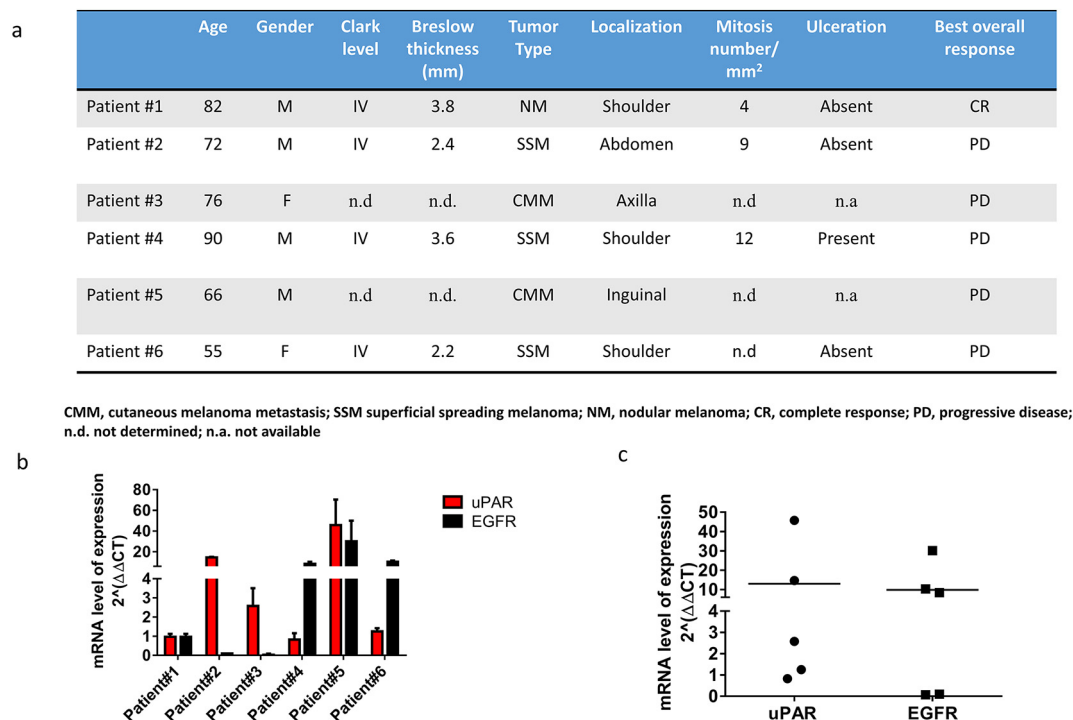 a
Age Gender Clark level Breslow thickness (mm) Tumor Type Localization Mitosis number/ mm² Ulceration Best overall response
Patient #1 82 M IV 3.8 NM Shoulder 4 Absent CR
Patient #2 72 M IV 2.4 SSM Abdomen 9 Absent PD
Patient #3 76 F n.d n.d. CMM Axilla n.d n.a PD
Patient #4 90 M IV 3.6 SSM Shoulder 12 Present PD
Patient #5 66 M n.d n.d. CMM Inguinal n.d n.a PD
Patient #6 55 F IV 2.2 SSM Shoulder n.d Absent PD
CMM, cutaneous melanoma metastasis; SSM superficial spreading melanoma; NM, nodular melanoma; CR, complete response; PD, progressive disease;
n.d. not determined; n.a. not available
b
mRNA level of expression
2^(ΔΔCT)
80
60
40
20
4
3
2
1
0
Patient#1 Patient#2 Patient#3 Patient#4 Patient#5 Patient#6
uPAR
EGFR
c
mRNA level of expression
2^(ΔΔCT)
50
40
30
20
10
4
3
2
1
0
uPAR EGFR